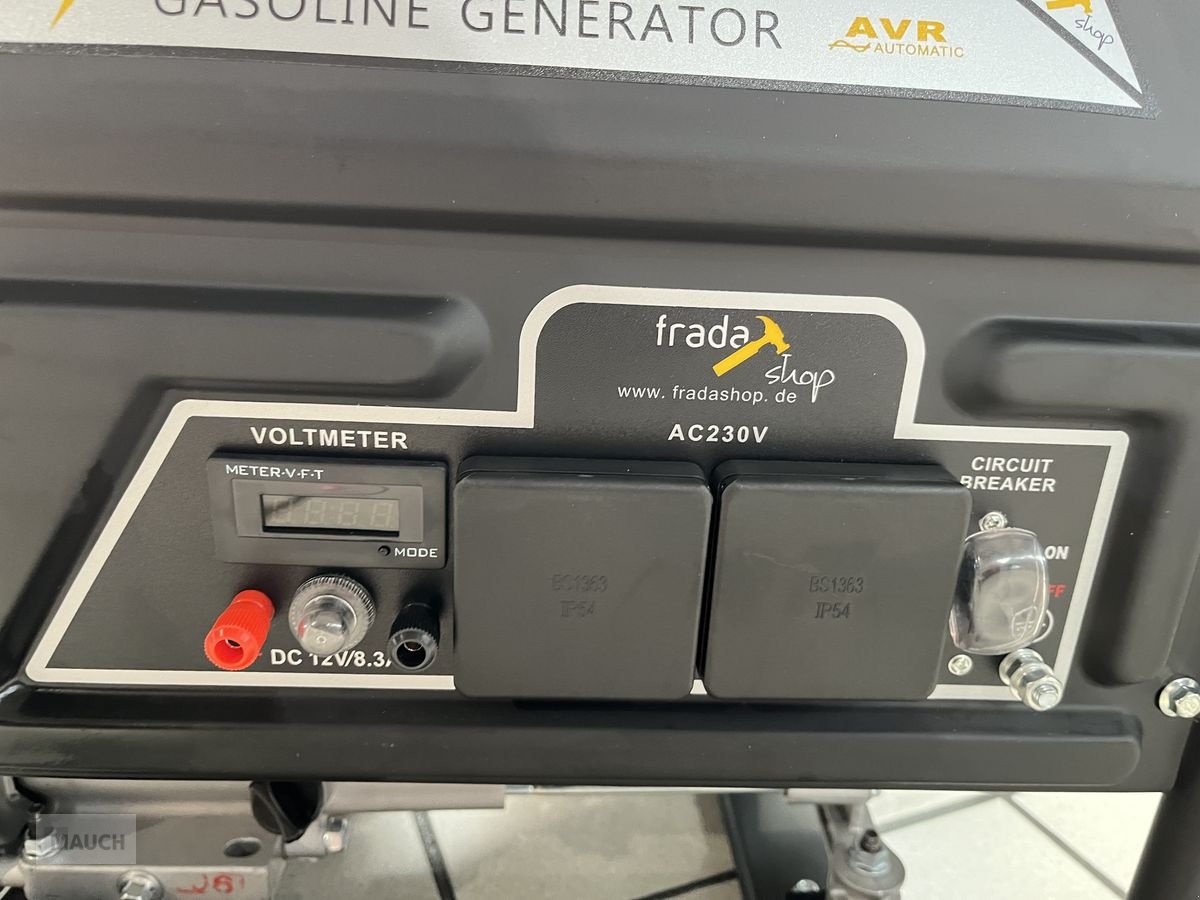 GASOLINE GENERATOR
AVR
AUTOMATIC
shop
frada
shop
www. fradashop. de
VOLTMETER
AC230V
CIRCUIT
BREAKER
METER-V-F-T
MODE
ON
BS1363
IP54
BS1363
IP54
DC 12V/8.3A
MAUCH